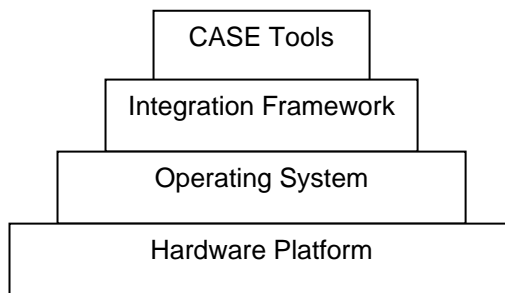 CASE Tools
Integration Framework
Operating System
Hardware Platform